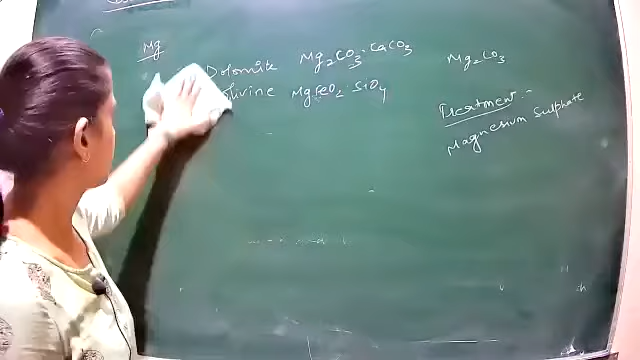 Mg
Dolomite Mg₂CO₃·CaCO₃ Mg₂CO₃
Olivine MgFeO₂·SiO₄
Treatment:-
Magnesium Sulphate